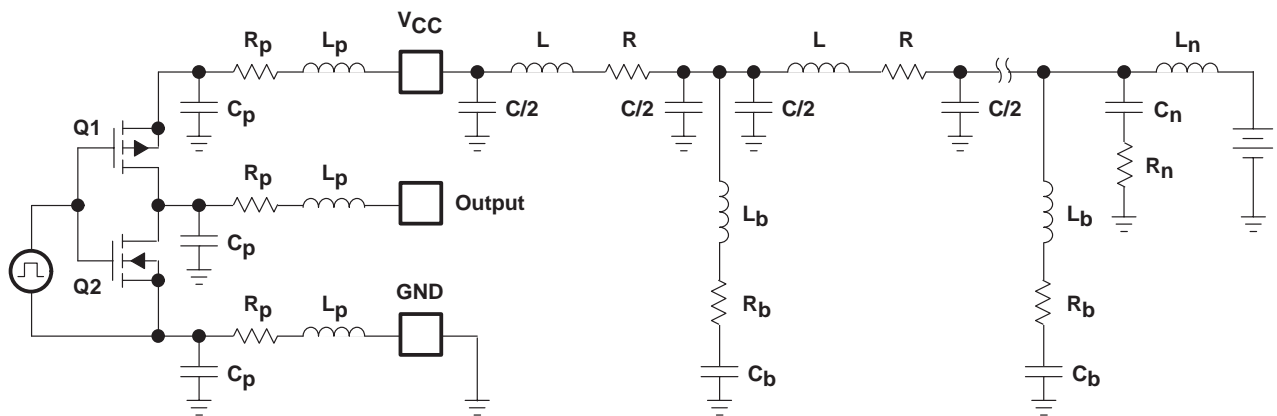 VCC
Rp Lp L R L R Ln
Cp C/2 C/2 C/2 C/2 Cn
Q1
Rn
Rp Lp
Output
Lb Lb
Cp
Q2
GND
Rp Lp
Rb Rb
Cp Cb Cb